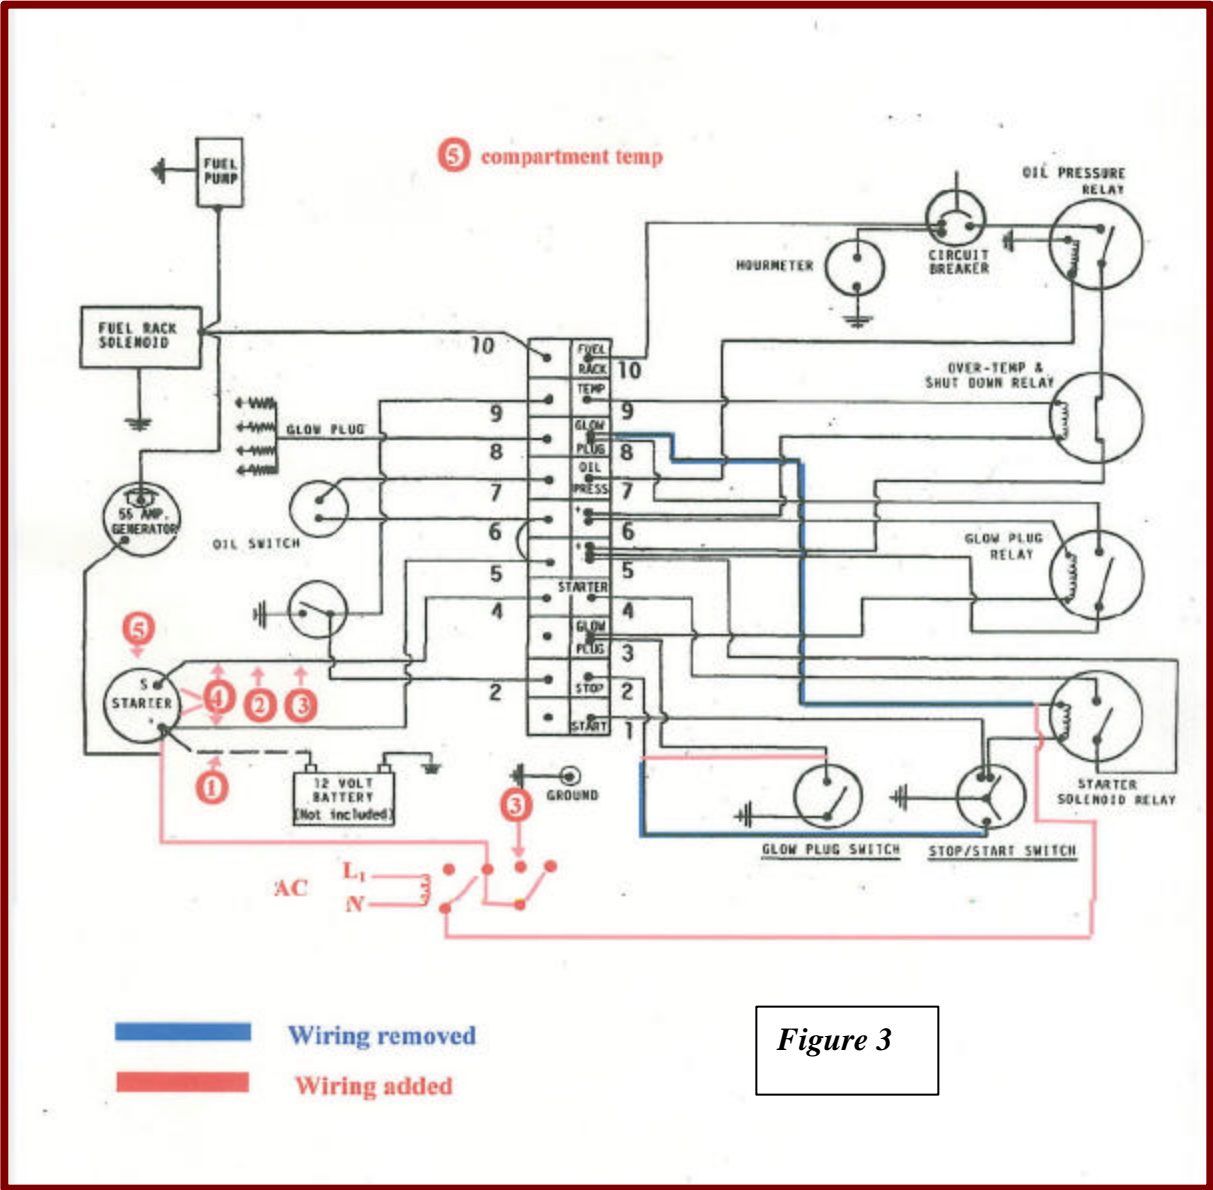 5 compartment temp
FUEL
PUMP
OIL PRESSURE
RELAY
CIRCUIT
BREAKER
HOURMETER
FUEL RACK
SOLENOID
10
FUEL
RACK
10
OVER-TEMP &
SHUT DOWN RELAY
9
TEMP
9
GLOW PLUG
8
GLOW
PLUG
8
7
OIL
PRESS
7
55 AMP.
GENERATOR
OIL SWITCH
6
+
6
GLOW PLUG
RELAY
5
+
5
4
STARTER
4
GLOW
PLUG
3
2
STOP
2
START
1
5
S
STARTER
+
4
2
3
1
12 VOLT
BATTERY
(Not included)
GROUND
3
STARTER
SOLENOID RELAY
GLOW PLUG SWITCH
STOP/START SWITCH
AC
L1
N
Wiring removed
Wiring added
Figure 3